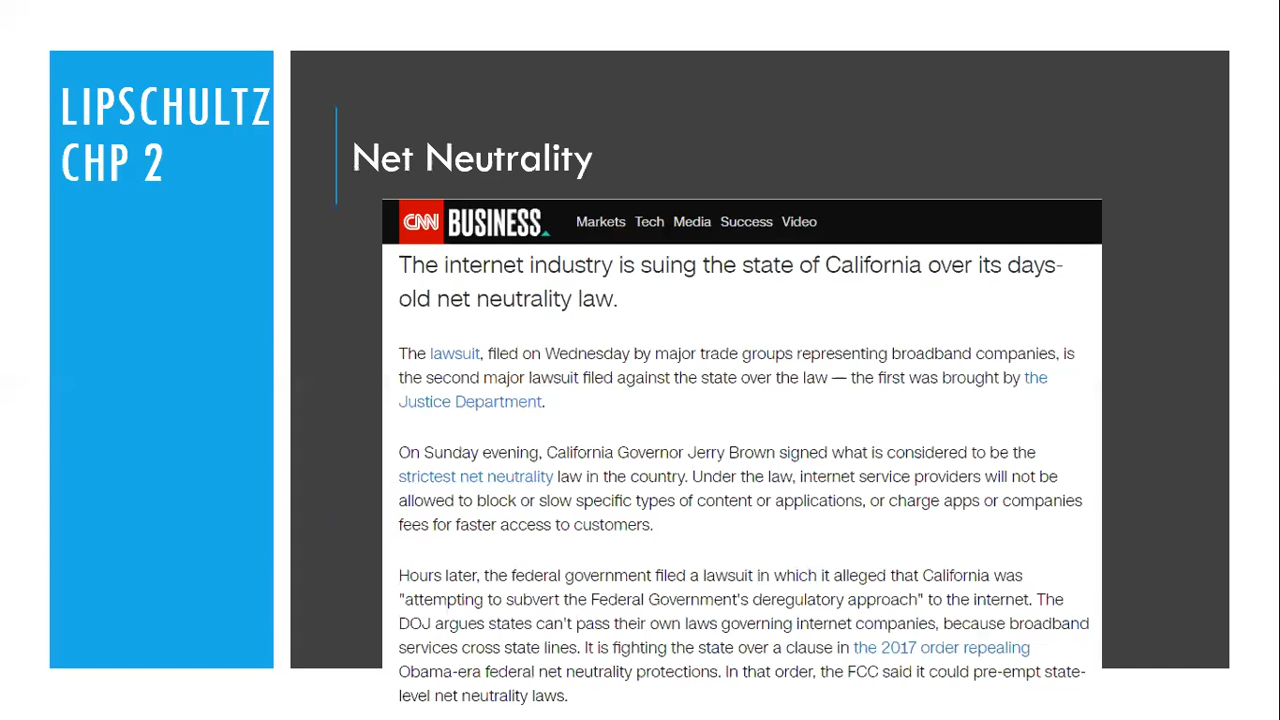 LIPSCHULTZ
CHP 2
Net Neutrality
CNN BUSINESS Markets Tech Media Success Video
The internet industry is suing the state of California over its days-
old net neutrality law.
The lawsuit, filed on Wednesday by major trade groups representing broadband companies, is
the second major lawsuit filed against the state over the law — the first was brought by the
Justice Department.
On Sunday evening, California Governor Jerry Brown signed what is considered to be the
strictest net neutrality law in the country. Under the law, internet service providers will not be
allowed to block or slow specific types of content or applications, or charge apps or companies
fees for faster access to customers.
Hours later, the federal government filed a lawsuit in which it alleged that California was
"attempting to subvert the Federal Government's deregulatory approach" to the internet. The
DOJ argues states can't pass their own laws governing internet companies, because broadband
services cross state lines. It is fighting the state over a clause in the 2017 order repealing
Obama-era federal net neutrality protections. In that order, the FCC said it could pre-empt state-
level net neutrality laws.